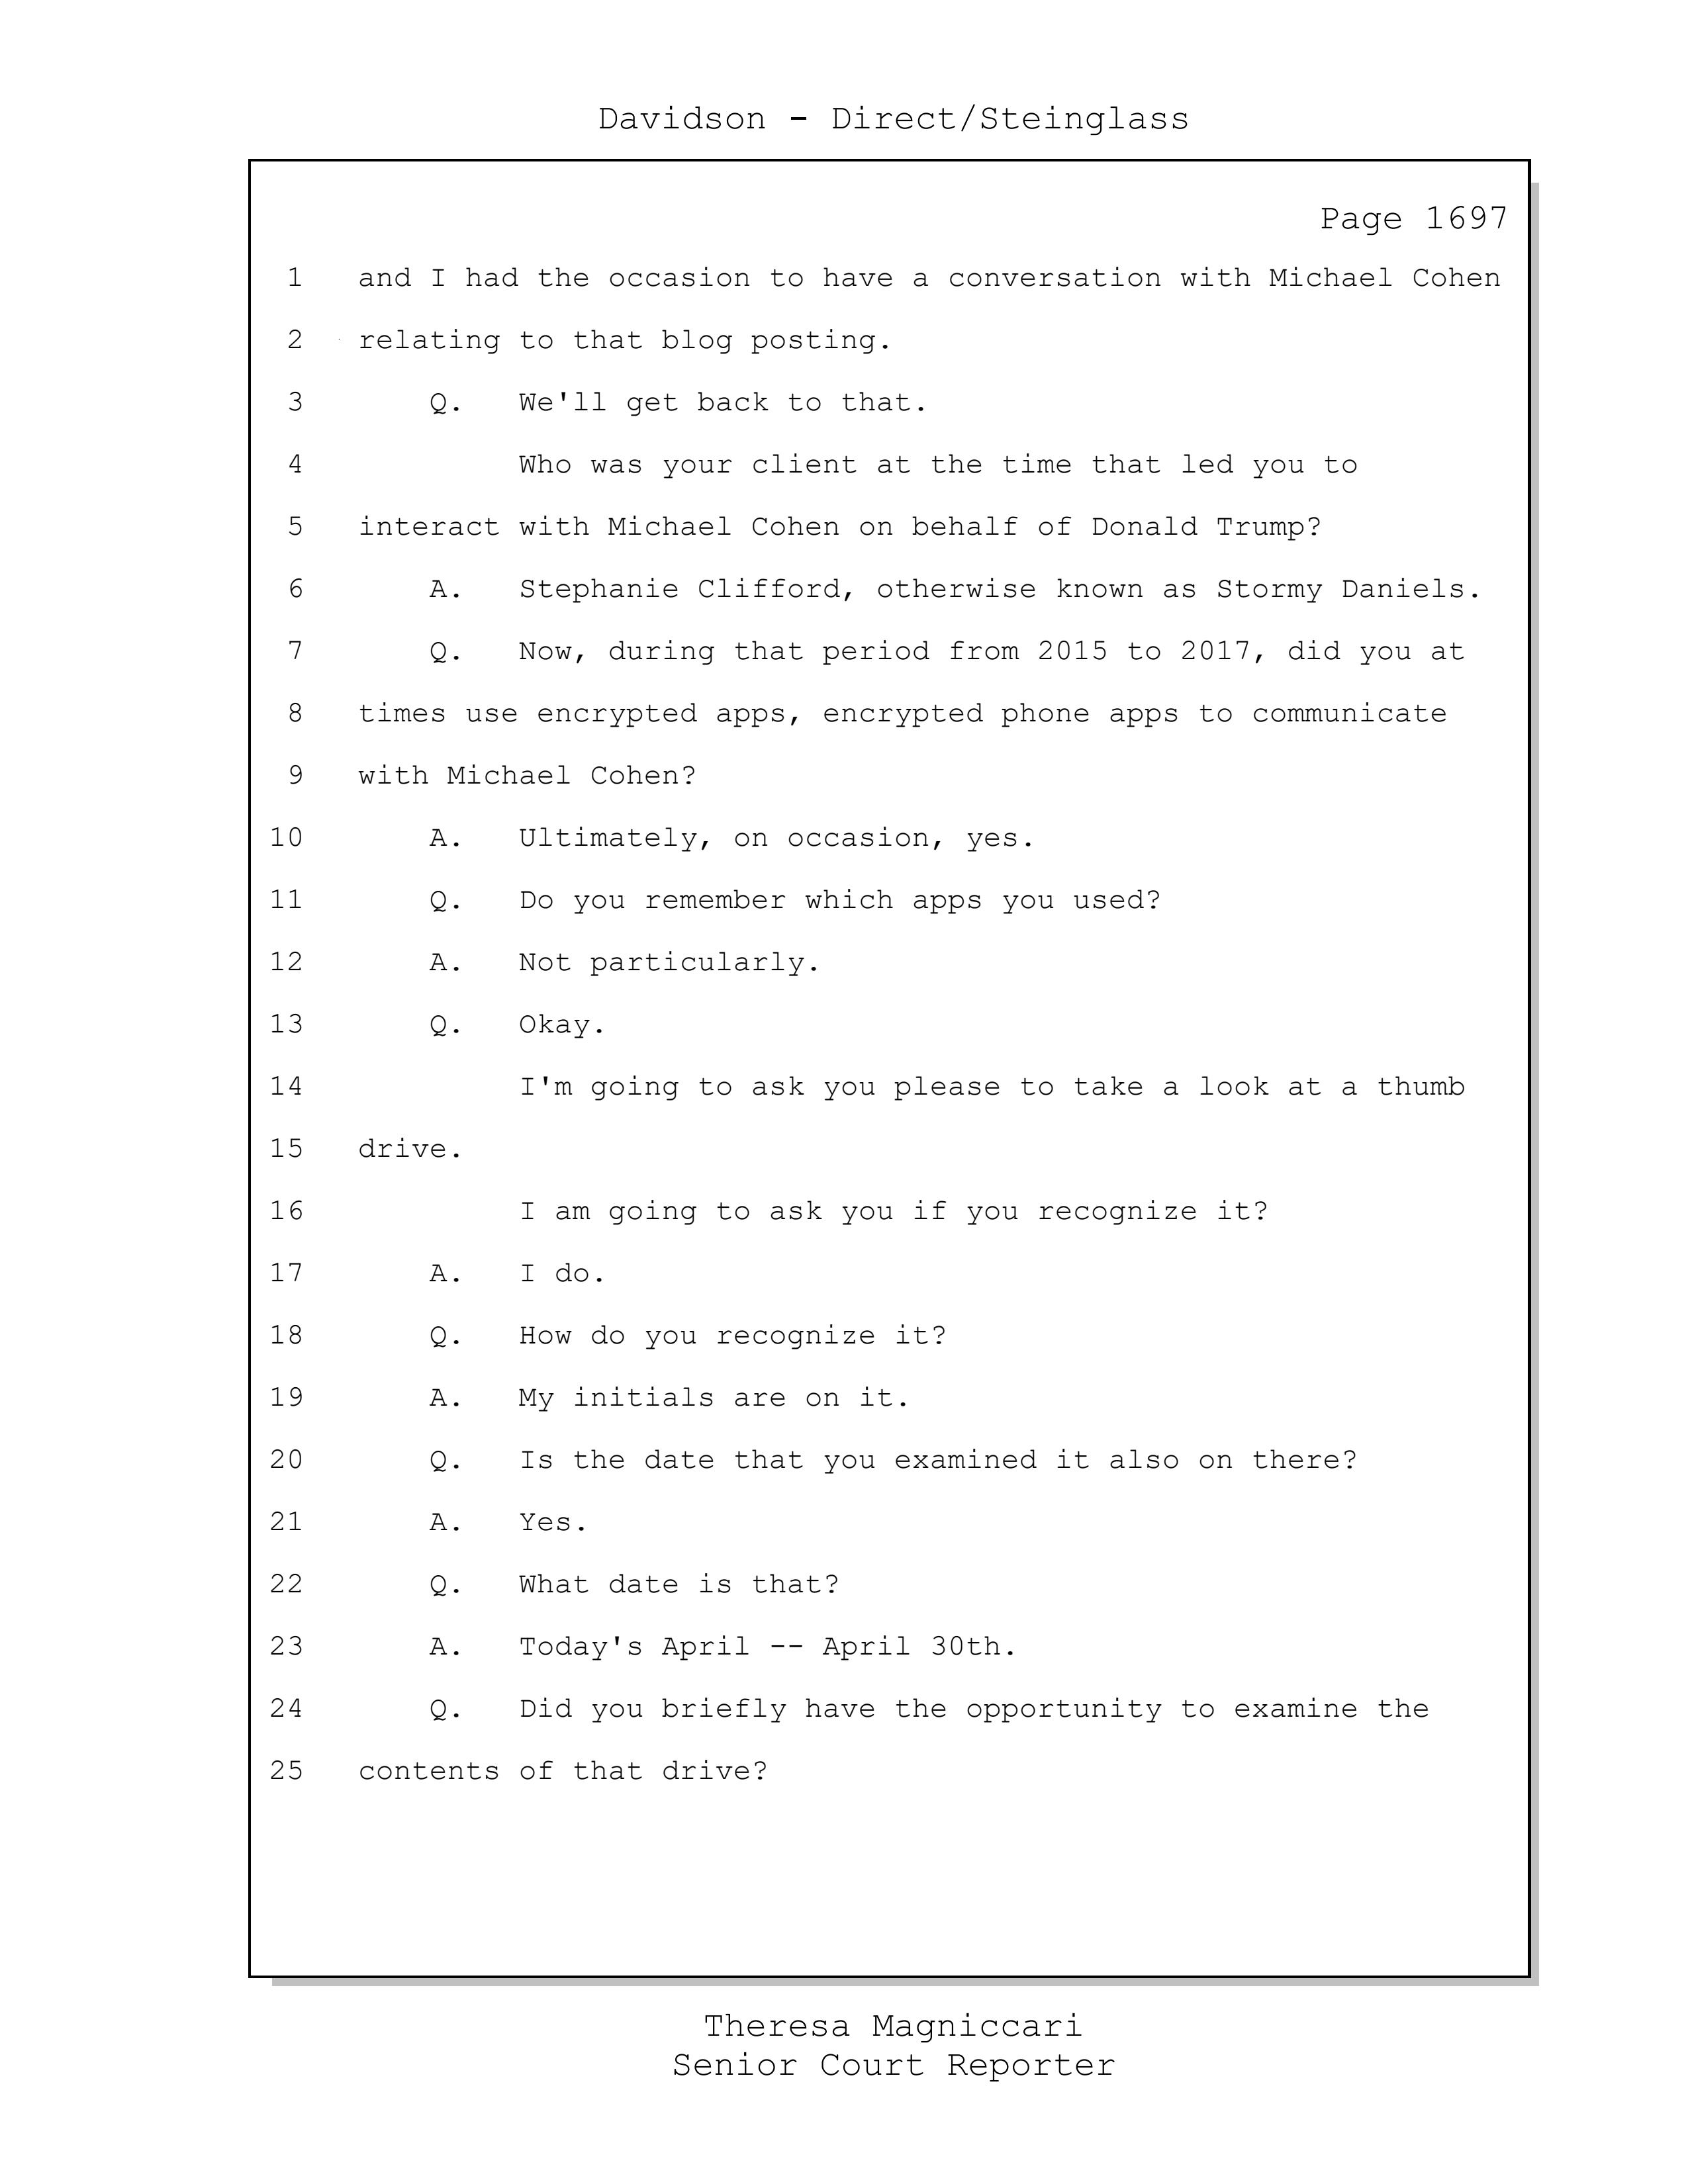 Davidson - Direct/Steinglass
Page 1697
1 and I had the occasion to have a conversation with Michael Cohen
2 relating to that blog posting.
3 Q. We'll get back to that.
4 Who was your client at the time that led you to
5 interact with Michael Cohen on behalf of Donald Trump?
6 A. Stephanie Clifford, otherwise known as Stormy Daniels.
7 Q. Now, during that period from 2015 to 2017, did you at
8 times use encrypted apps, encrypted phone apps to communicate
9 with Michael Cohen?
10 A. Ultimately, on occasion, yes.
11 Q. Do you remember which apps you used?
12 A. Not particularly.
13 Q. Okay.
14 I'm going to ask you please to take a look at a thumb
15 drive.
16 I am going to ask you if you recognize it?
17 A. I do.
18 Q. How do you recognize it?
19 A. My initials are on it.
20 Q. Is the date that you examined it also on there?
21 A. Yes.
22 Q. What date is that?
23 A. Today's April -- April 30th.
24 Q. Did you briefly have the opportunity to examine the
25 contents of that drive?
Theresa Magniccari
Senior Court Reporter